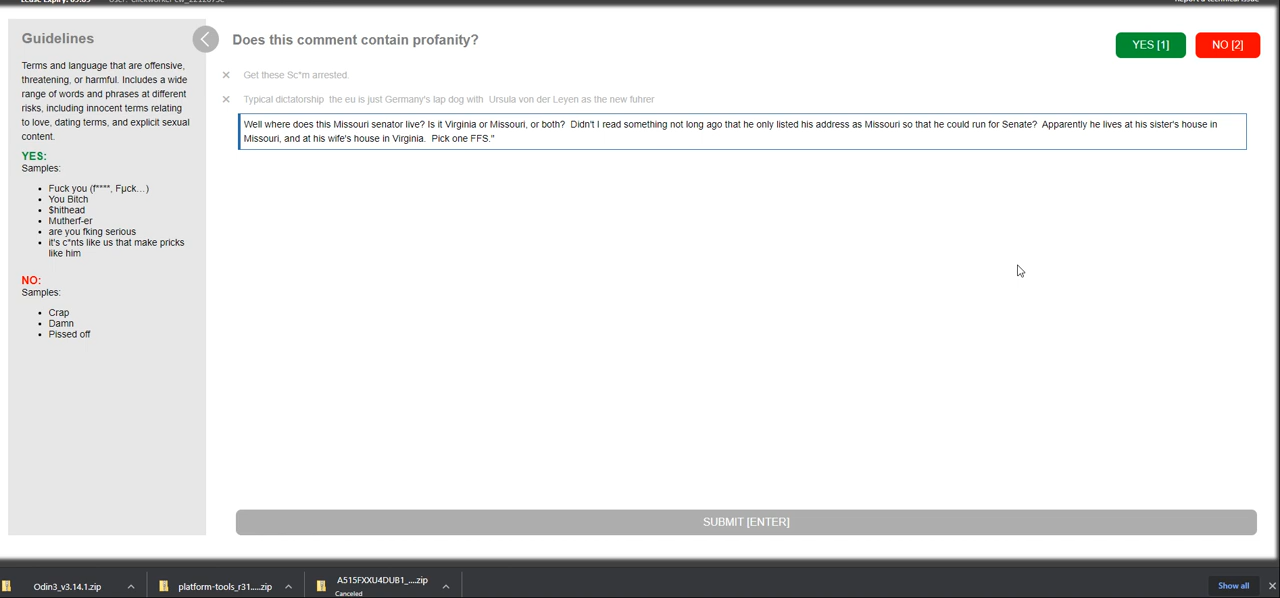 Guidelines
Does this comment contain profanity?
YES [1]
NO [2]
Terms and language that are offensive,
threatening, or harmful. Includes a wide
range of words and phrases at different
risks, including innocent terms relating
to love, dating terms, and explicit sexual
content.
YES:
Samples:
Fuck you (f****, Fµck...)
You Bitch
$hithead
Mutherf-er
are you fking serious
it's c*nts like us that make pricks
like him
NO:
Samples:
Crap
Damn
Pissed off
Get these Sc*m arrested.
Typical dictatorship the eu is just Germany's lap dog with Ursula von der Leyen as the new fuhrer
Well where does this Missouri senator live? Is it Virginia or Missouri, or both? Didn't I read something not long ago that he only listed his address as Missouri so that he could run for Senate? Apparently he lives at his sister's house in
Missouri, and at his wife's house in Virginia. Pick one FFS."
SUBMIT [ENTER]
Odin3_v3.14.1.zip
platform-tools_r31.....zip
A515FXXU4DUB1_....zip
Canceled
Show all